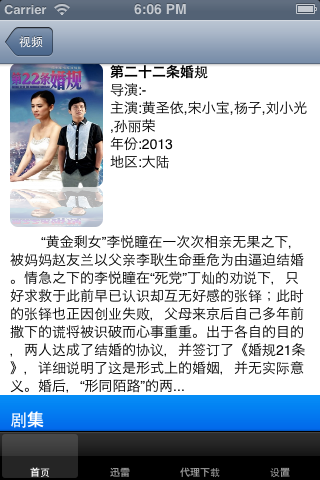 Carrier
6:06 PM
视频
第22条
婚规
第二十二条婚规
导演:-
主演:黄圣依,宋小宝,杨子,刘小光
,孙丽荣
年份:2013
地区:大陆
“黄金剩女”李悦瞳在一次次相亲无果之下，
被妈妈赵友兰以父亲李耿生命垂危为由逼迫结婚
。情急之下的李悦瞳在“死党”丁灿的劝说下，只
好求救于此前早已认识却互无好感的张铎；此时
的张铎也正因创业失败，父母来京后自己多年前
撒下的谎将被识破而心事重重。出于各自的目的
，两人达成了结婚的协议，并签订了《婚规21条
》，详细说明了这是形式上的婚姻，并无实际意
义。婚后，“形同陌路”的两...
剧集
首页
迅雷
代理下载
设置